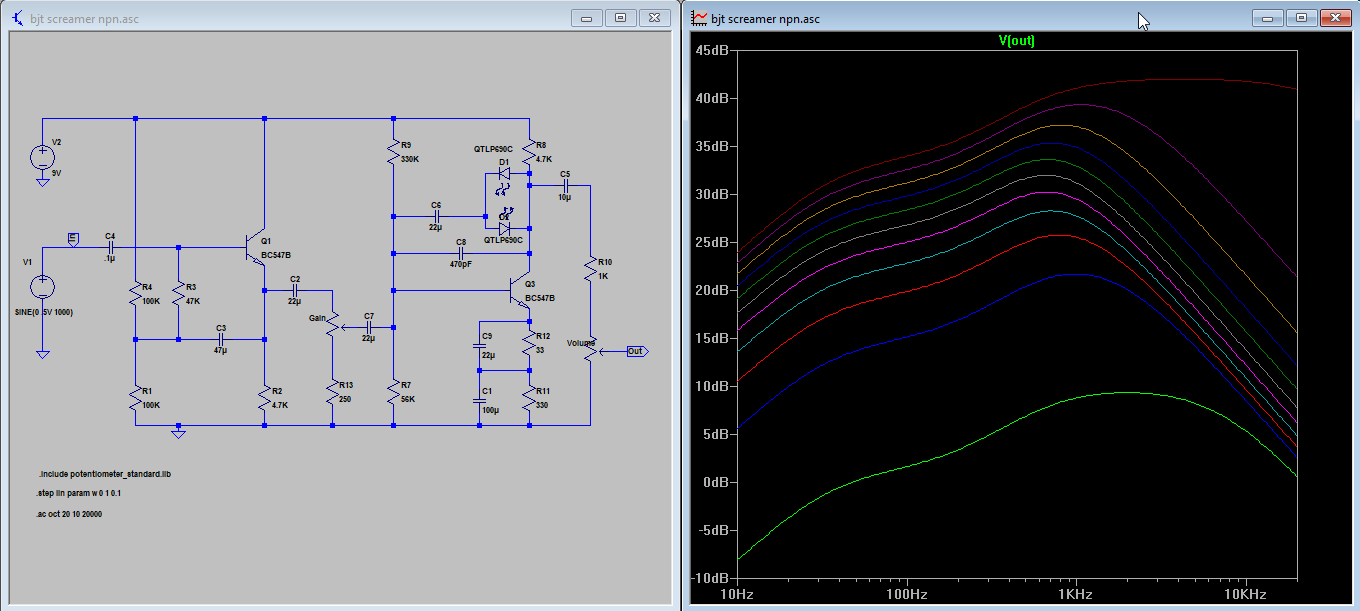 bjt screamer npn.asc
V2
9V
V1
SINE(0 .5V 1000)
In
C4
.1µ
R4
100K
R3
47K
C3
47µ
R1
100K
R2
4.7K
Q1
BC547B
C2
22µ
Gain
R13
250
C7
22µ
R9
330K
R7
56K
C6
22µ
C8
470pF
QTLP690C
D1
D2
QTLP690C
R8
4.7K
C5
10µ
Q3
BC547B
C9
22µ
C1
100µ
R12
33
R11
330
R10
1K
Volume
Out
.include potentiometer_standard.lib
.step lin param w 0 1 0.1
.ac oct 20 10 20000
bjt screamer npn.asc
V(out)
45dB
40dB
35dB
30dB
25dB
20dB
15dB
10dB
5dB
0dB
-5dB
-10dB
10Hz
100Hz
1KHz
10KHz